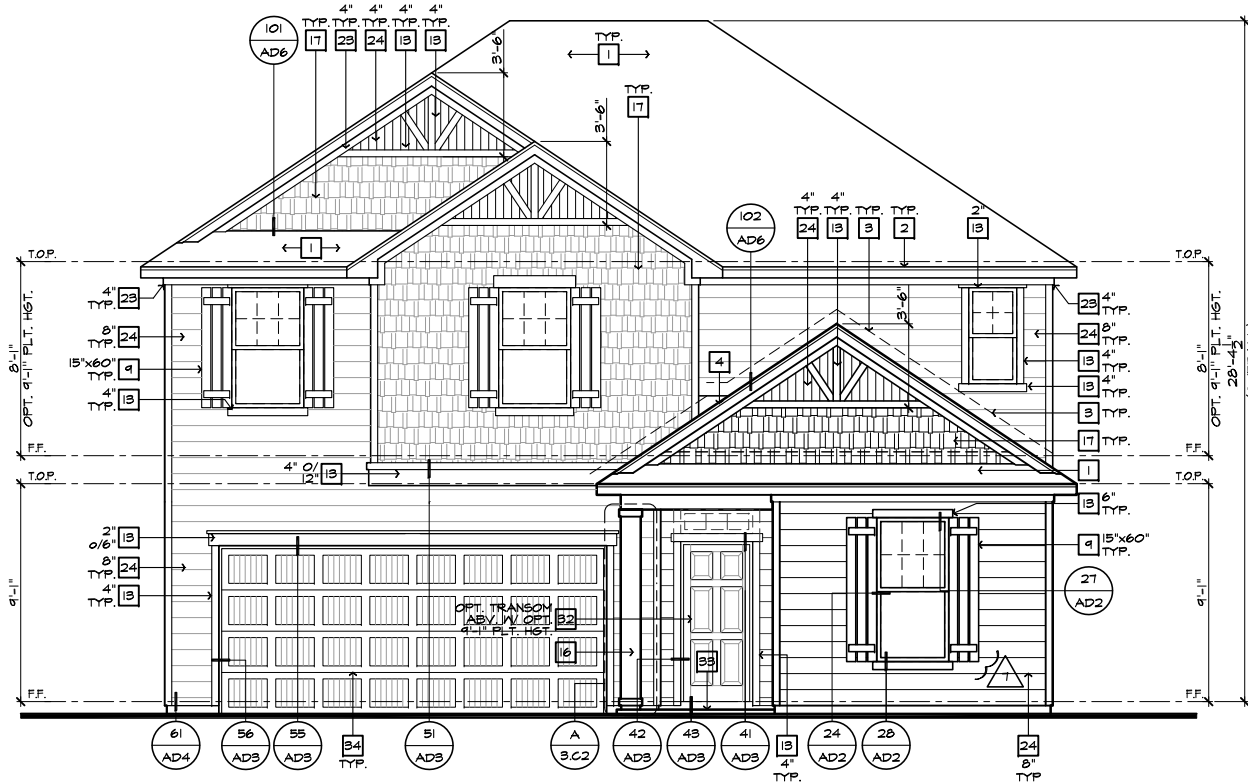 101
AD6
TYP.
17
4"
TYP.
23
4"
TYP.
24
4"
TYP.
13
4"
TYP.
13
3'-6"
TYP.
1
3'-6"
TYP.
17
102
AD6
4"
TYP.
24
4"
TYP.
13
TYP.
3
TYP.
2
2"
13
1
T.O.P.
T.O.P.
4"
TYP.
23
8"
TYP.
24
15"x60"
TYP.
9
4"
TYP.
13
8'-1"
OPT. 9'-1" PLT. HGT.
F.F.
T.O.P.
3'-6"
4
23
4"
TYP.
24
8"
TYP.
13
4"
TYP.
13
4"
TYP.
3
TYP.
17
TYP.
1
8'-1"
OPT. 9'-1" PLT. HGT.
28'-4 1/2"
F.F.
T.O.P.
4" O/
12"
13
13
6"
TYP.
9
15"x60"
TYP.
27
AD2
2"
O/6"
13
8"
TYP.
24
4"
TYP.
13
9'-1"
9'-1"
OPT. TRANSOM
ABV. W/ OPT.
9'-1" PLT. HGT.
32
16
33
1
F.F.
F.F.
61
AD4
56
AD3
55
AD3
34
TYP.
51
AD3
A
3.C2
42
AD3
43
AD3
41
AD3
13
4"
TYP.
24
AD2
28
AD2
24
8"
TYP